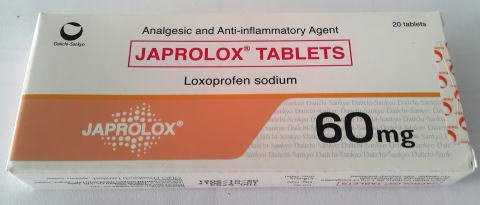 Analgesic and Anti-inflammatory Agent
20 tablets
Daiichi-Sankyo
JAPROLOX® TABLETS
Loxoprofen sodium
JAPROLOX®
60mg